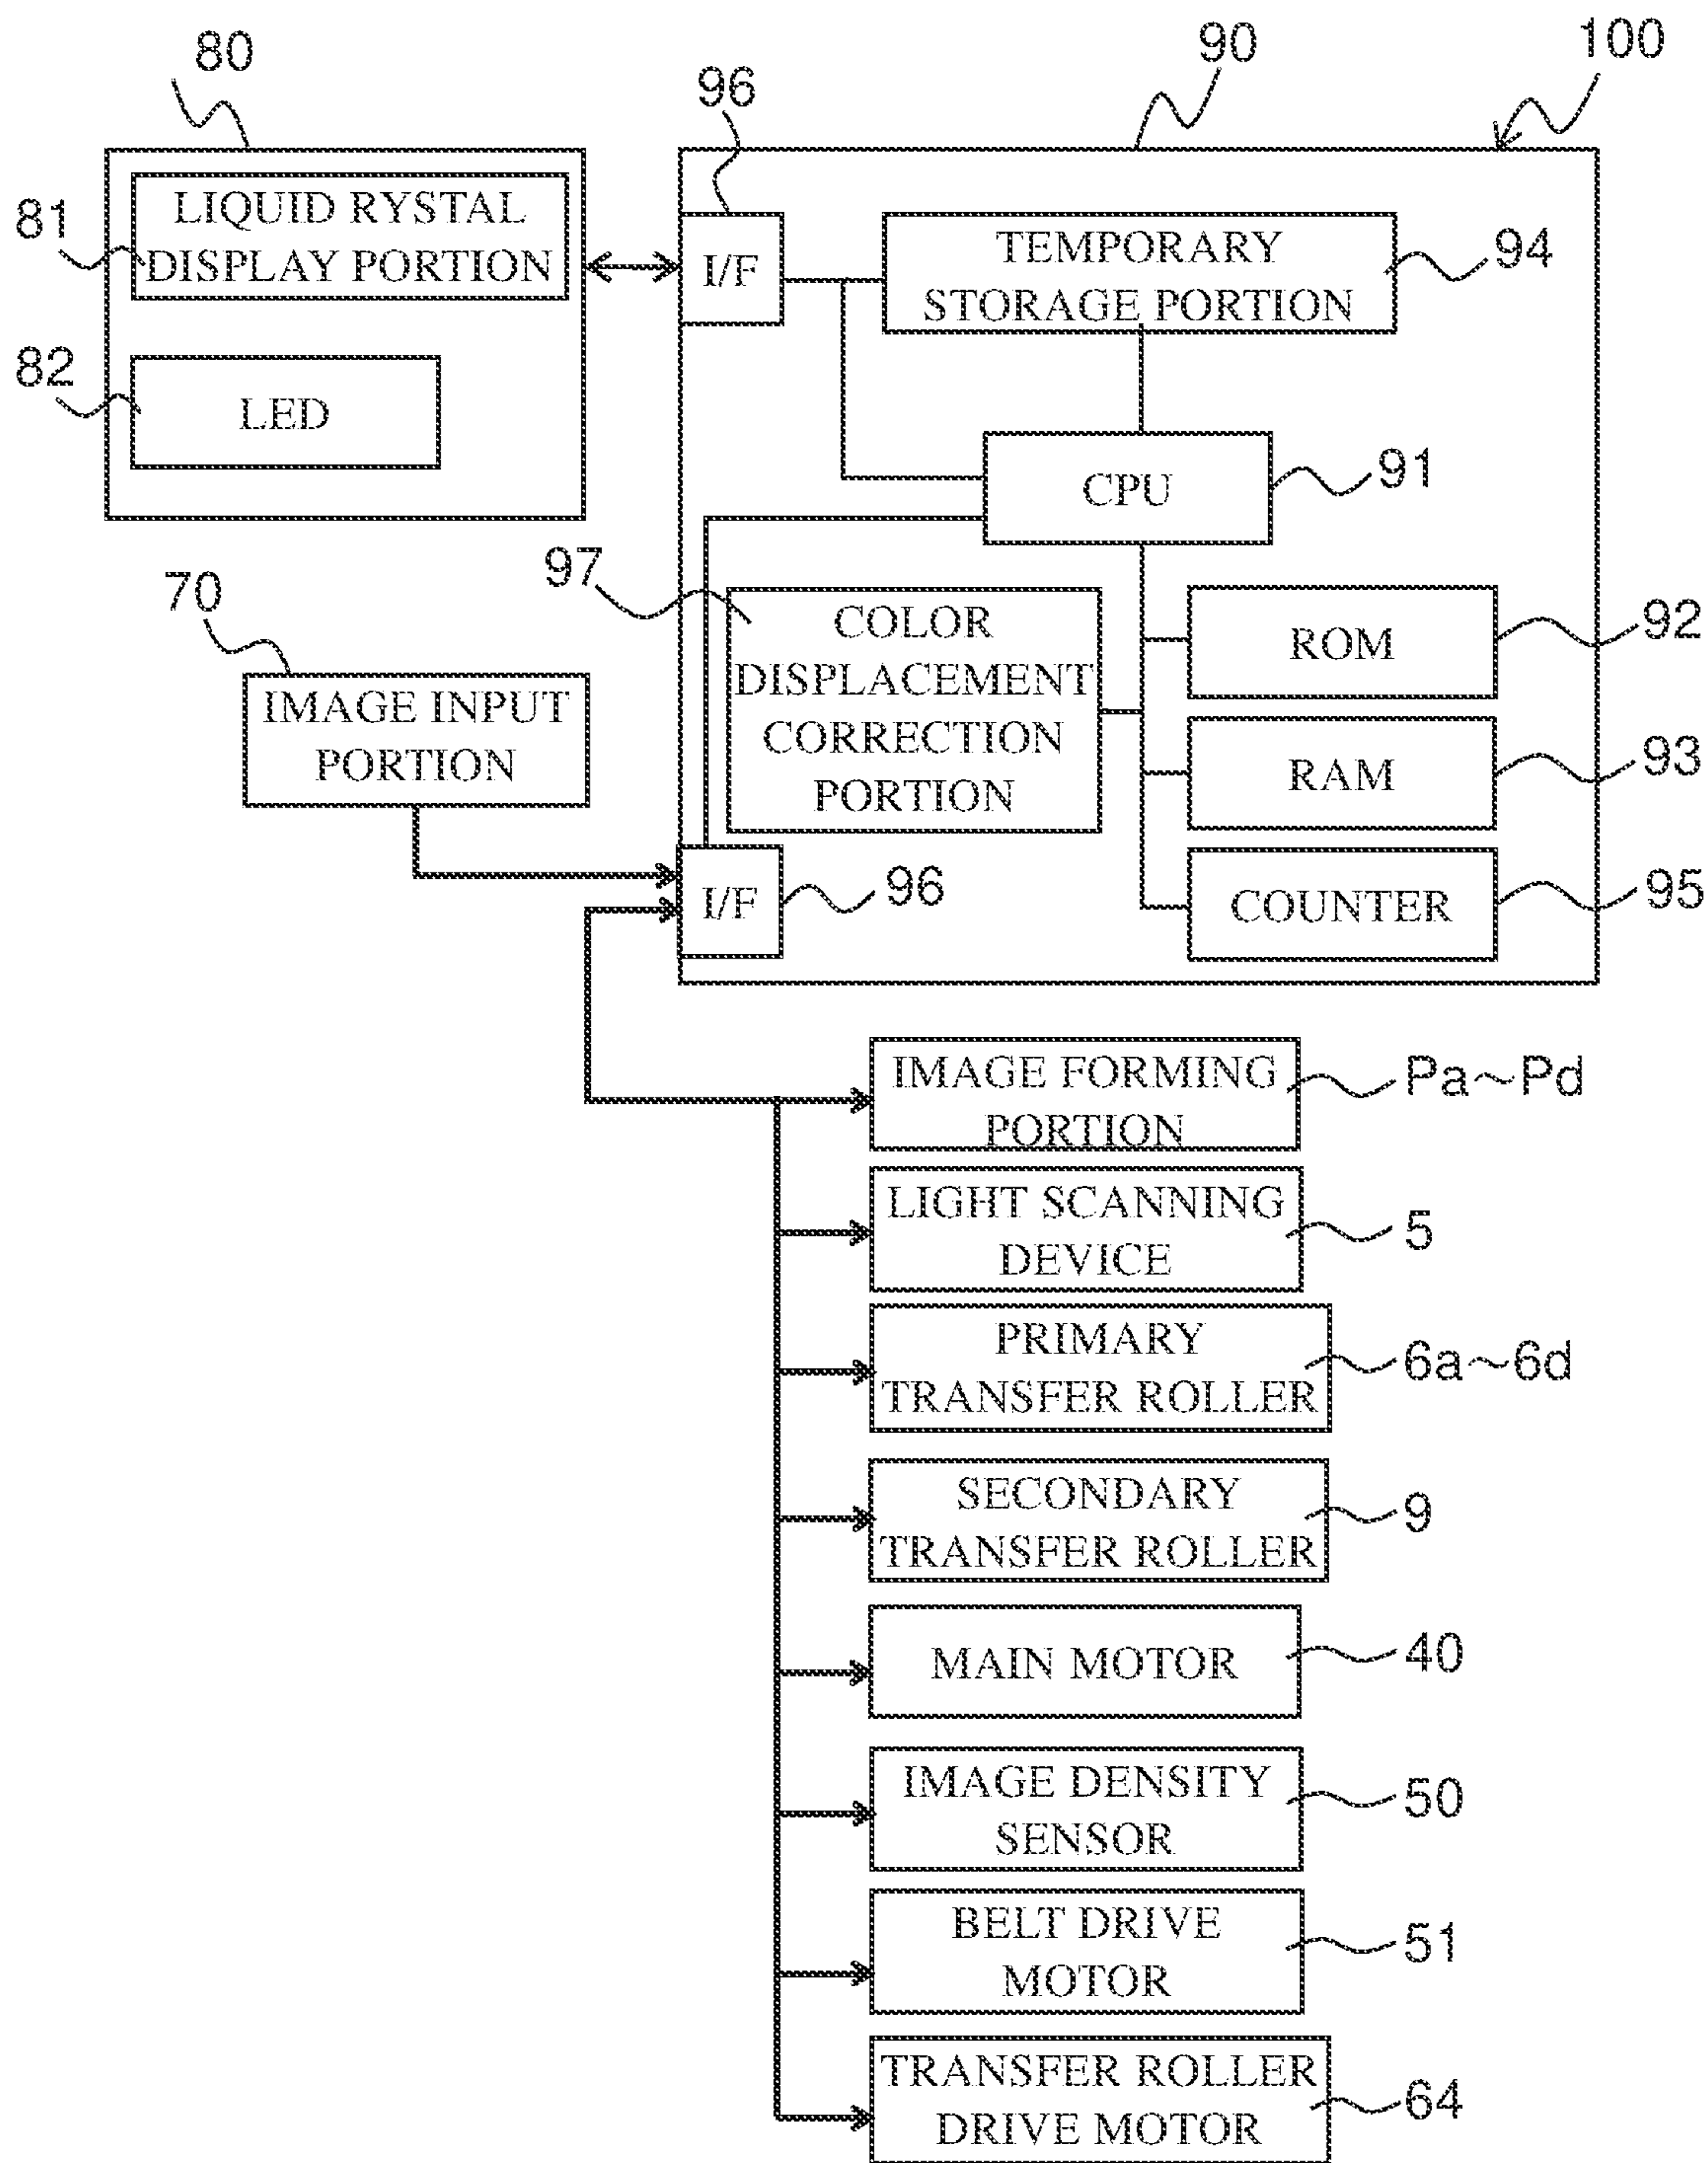 80
96
90
100
81
LIQUID RYSTAL
DISPLAY PORTION
I/F
TEMPORARY
STORAGE PORTION
94
82
LED
CPU
91
97
70
IMAGE INPUT
PORTION
COLOR
DISPLACEMENT
CORRECTION
PORTION
ROM
92
RAM
93
I/F
96
COUNTER
95
IMAGE FORMING
PORTION
Pa~Pd
LIGHT SCANNING
DEVICE
5
PRIMARY
TRANSFER ROLLER
6a~6d
SECONDARY
TRANSFER ROLLER
9
MAIN MOTOR
40
IMAGE DENSITY
SENSOR
50
BELT DRIVE
MOTOR
51
TRANSFER ROLLER
DRIVE MOTOR
64